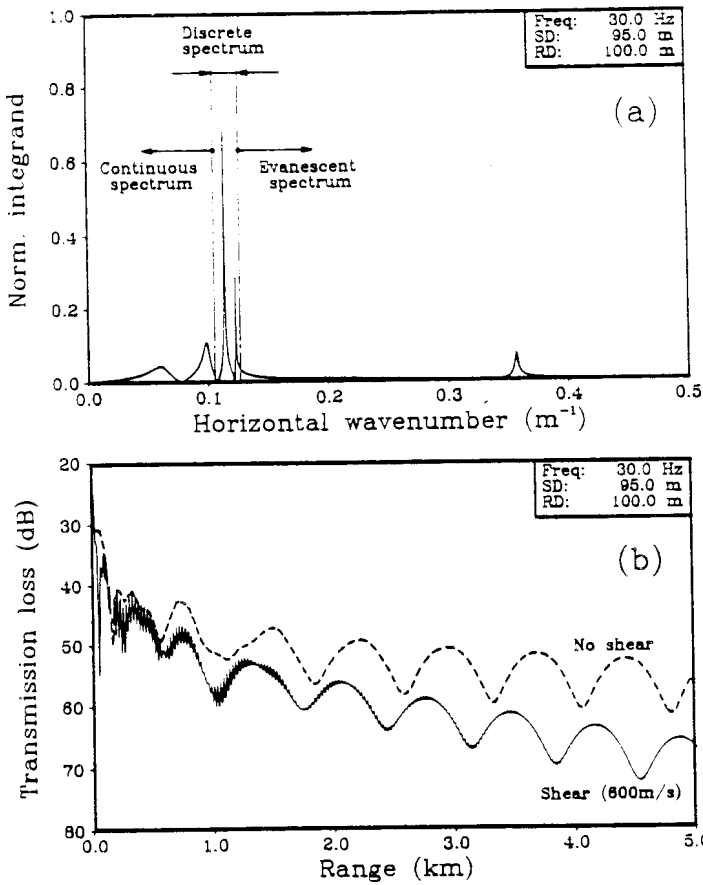 1.0
0.8
0.6
0.4
0.2
0.0
Norm. integrand
Discrete
spectrum
Continuous
spectrum
Evanescent
spectrum
Freq: 30.0 Hz
SD: 95.0 m
RD: 100.0 m
(a)
0.0 0.1 0.2 0.3 0.4 0.5
Horizontal wavenumber (m⁻¹)
20
30
40
50
60
70
80
Transmission loss (dB)
Freq: 30.0 Hz
SD: 95.0 m
RD: 100.0 m
(b)
No shear
Shear (600m/s)
0.0 1.0 2.0 3.0 4.0 5.0
Range (km)